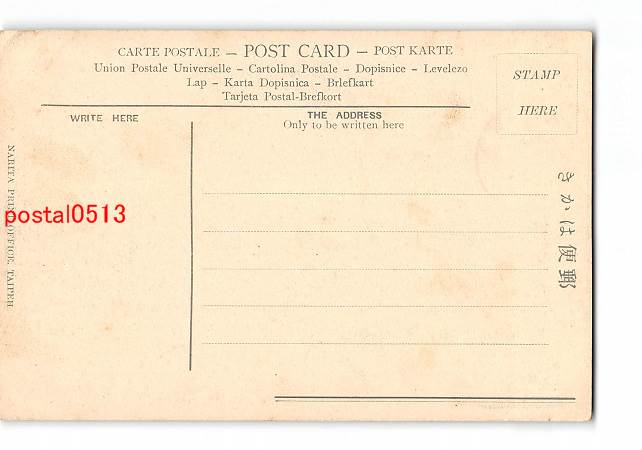 CARTE POSTALE – POST CARD – POST KARTE
Union Postale Universelle – Cartolina Postale – Dopisnice – Levelezo
Lap – Karta Dopisnica – Brlefkart
Tarjeta Postal-Brefkort
STAMP
HERE
WRITE HERE
THE ADDRESS
Only to be written here
きかは便郵
postal0513
NARITA PRINT OFFICE, TAIPEH